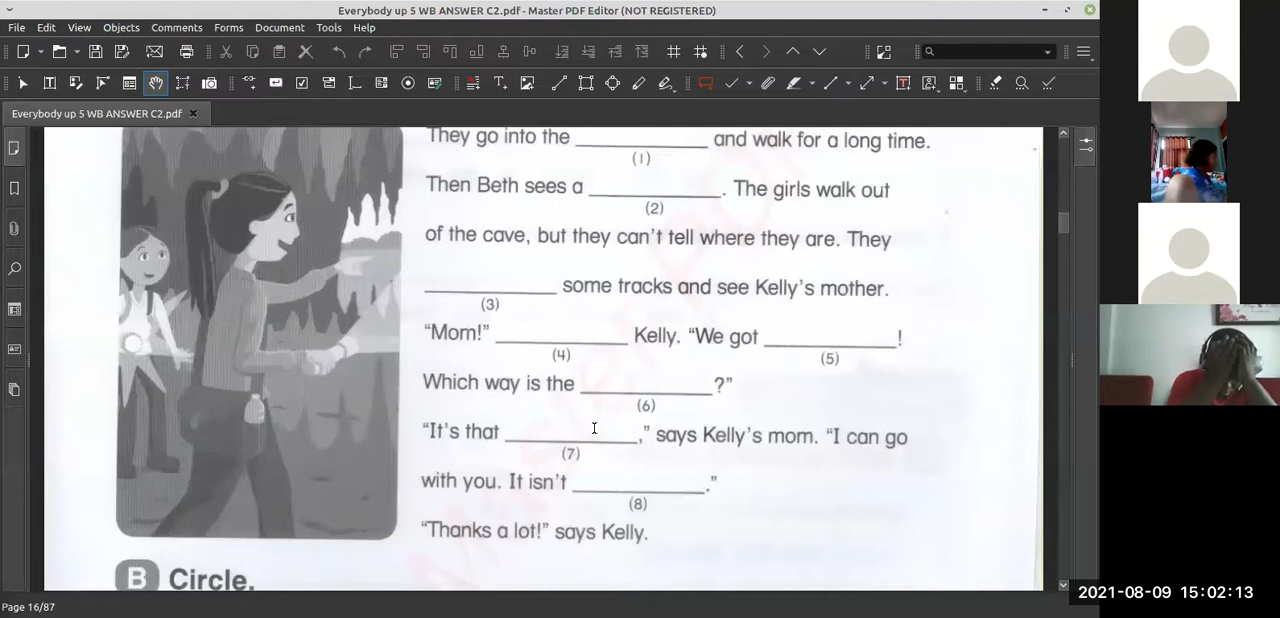 Everybody up 5 WB ANSWER C2.pdf - Master PDF Editor (NOT REGISTERED)
File Edit View Objects Comments Forms Document Tools Help
Everybody up 5 WB ANSWER C2.pdf
They go into the ____________ and walk for a long time.
(1)
Then Beth sees a ____________. The girls walk out
(2)
of the cave, but they can't tell where they are. They
____________ some tracks and see Kelly's mother.
(3)
“Mom!” ____________ Kelly. “We got ____________!
(4) (5)
Which way is the ____________?”
(6)
“It's that ____________,” says Kelly's mom. “I can go
(7)
with you. It isn't ____________.”
(8)
“Thanks a lot!” says Kelly.
B Circle.
Page 16/87
2021-08-09 15:02:13